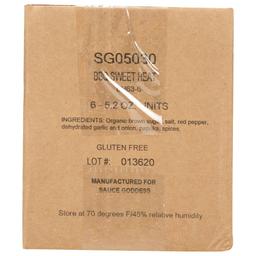 SG05030
BBQ SWEET HEAT
6 - 5.2 OZ. UNITS
INGREDIENTS: Organic brown sugar, salt, red pepper,
dehydrated garlic and onion, paprika, spices.
GLUTEN FREE
LOT #: 013620
MANUFACTURED FOR
SAUCE GODDESS
Store at 70 degrees F/45% relative humidity